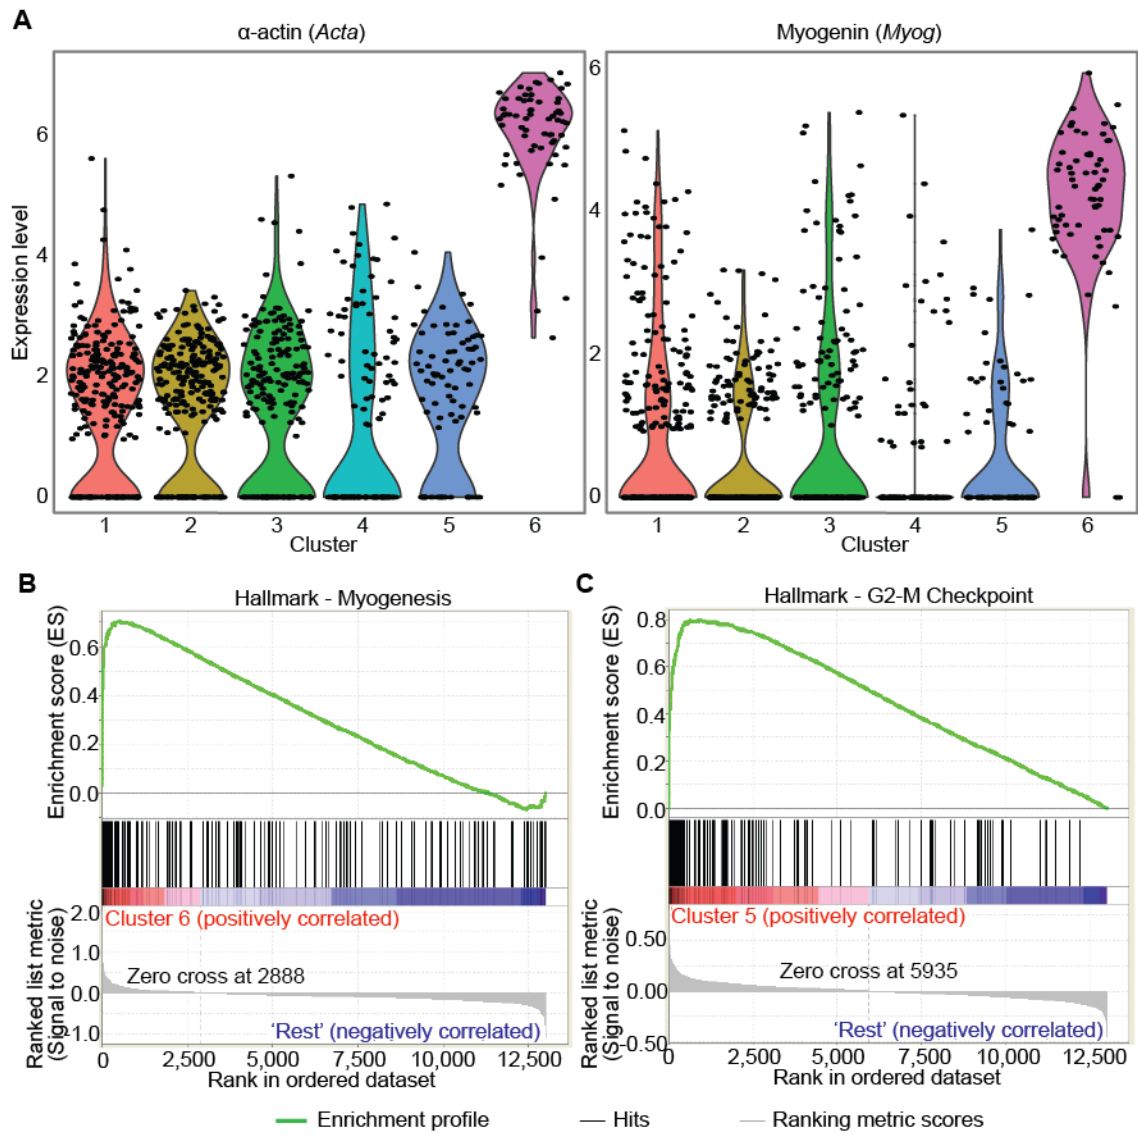 A
α-actin (Acta)
Myogenin (Myog)
Expression level
6
4
2
0
6
4
2
0
1 2 3 4 5 6
Cluster
1 2 3 4 5 6
Cluster
B
Hallmark - Myogenesis
Enrichment score (ES)
0.6
0.4
0.2
0.0
Cluster 6 (positively correlated)
Ranked list metric
(Signal to noise)
2.0
1.0
0.0
-1.0
Zero cross at 2888
‘Rest’ (negatively correlated)
0 2,500 5,000 7,500 10,000 12,500
Rank in ordered dataset
C
Hallmark - G2-M Checkpoint
Enrichment score (ES)
0.8
0.6
0.4
0.2
0.0
Cluster 5 (positively correlated)
Ranked list metric
(Signal to noise)
0.50
0.00
-0.50
Zero cross at 5935
‘Rest’ (negatively correlated)
0 2,500 5,000 7,500 10,000 12,500
Rank in ordered dataset
Enrichment profile
Hits
Ranking metric scores